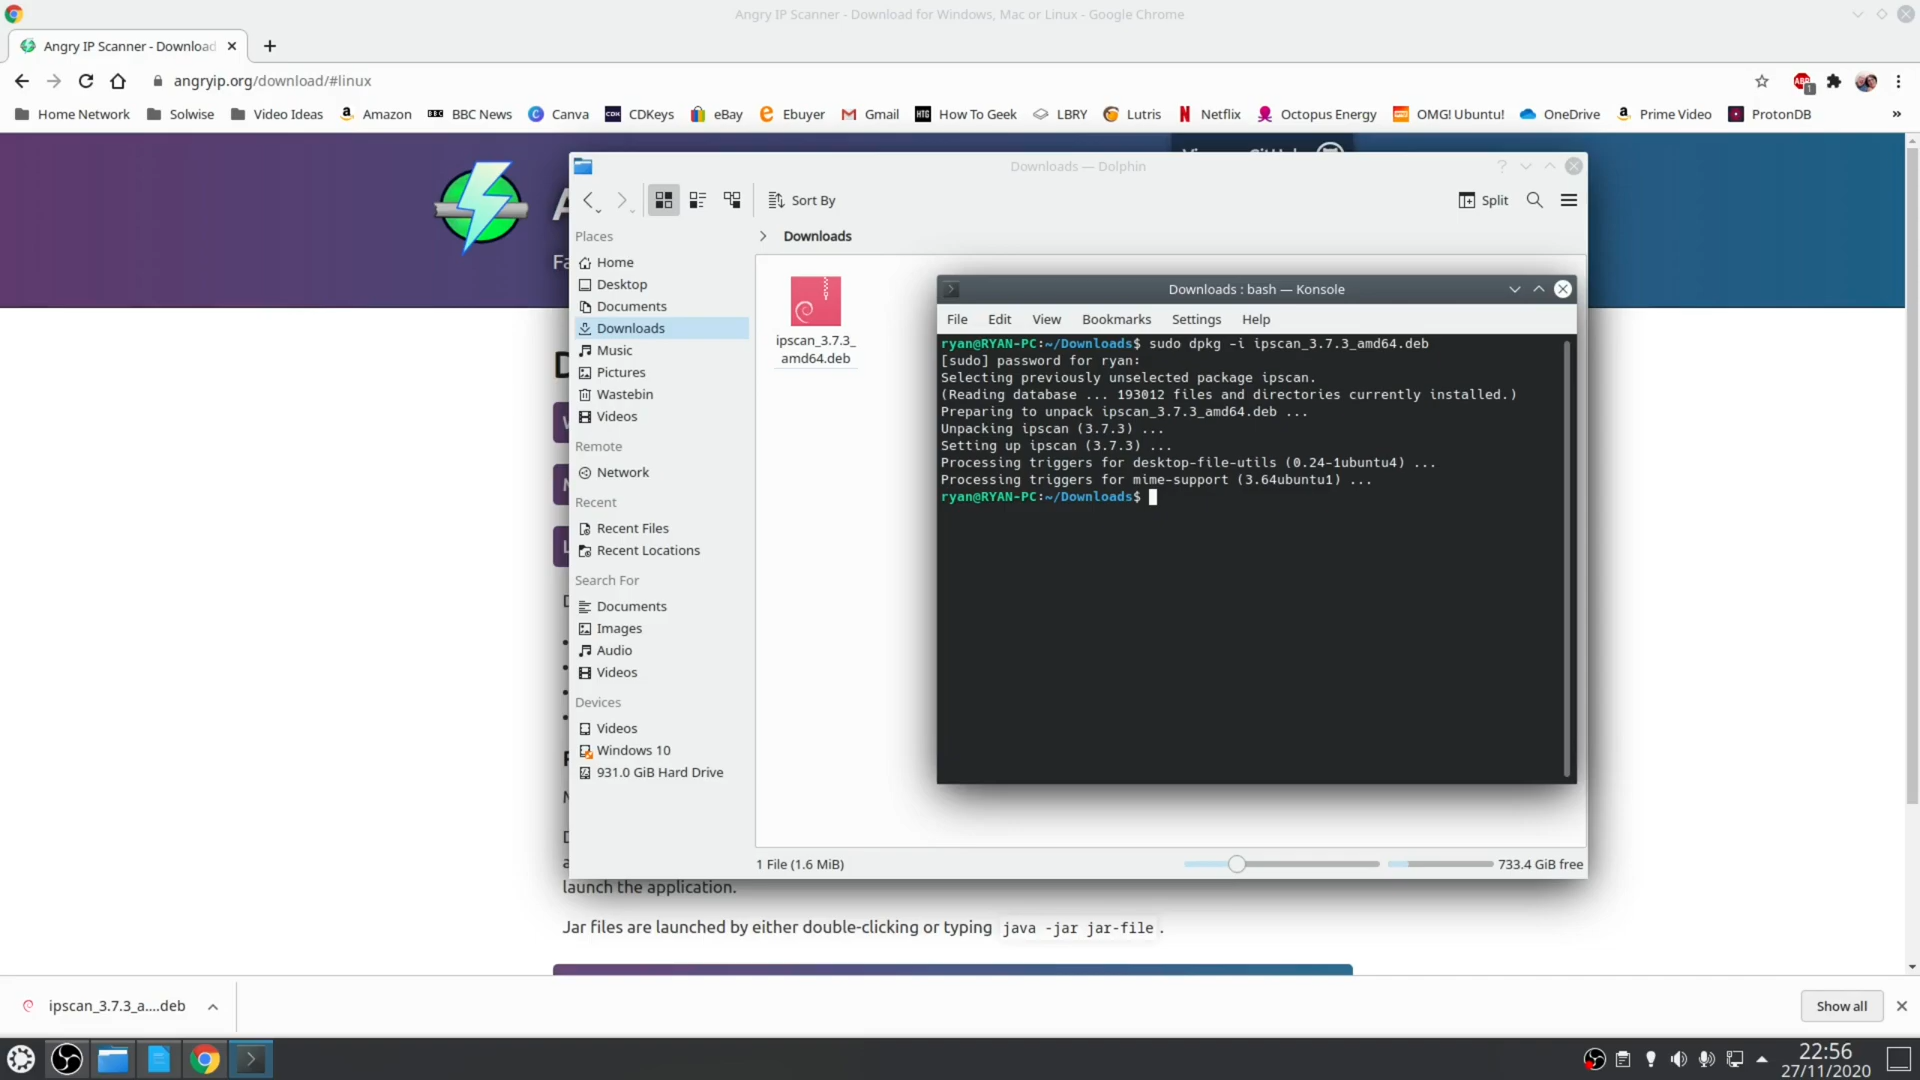 Angry IP Scanner - Download for Windows, Mac or Linux - Google Chrome
Angry IP Scanner - Download
angryip.org/download/#linux
Home Network
Solwise
Video Ideas
Amazon
BBC News
Canva
CDKeys
eBay
Ebuyer
Gmail
How To Geek
LBRY
Lutris
Netflix
Octopus Energy
OMG! Ubuntu!
OneDrive
Prime Video
ProtonDB
»
Downloads — Dolphin
Sort By
Split
Places
Downloads
Home
Desktop
Documents
Downloads
Music
Pictures
Wastebin
Videos
Remote
Network
Recent
Recent Files
Recent Locations
Search For
Documents
Images
Audio
Videos
Devices
Videos
Windows 10
931.0 GiB Hard Drive
ipscan_3.7.3_
amd64.deb
Downloads : bash — Konsole
File Edit View Bookmarks Settings Help
ryan@RYAN-PC:~/Downloads$ sudo dpkg -i ipscan_3.7.3_amd64.deb
[sudo] password for ryan:
Selecting previously unselected package ipscan.
(Reading database ... 193012 files and directories currently installed.)
Preparing to unpack ipscan_3.7.3_amd64.deb ...
Unpacking ipscan (3.7.3) ...
Setting up ipscan (3.7.3) ...
Processing triggers for desktop-file-utils (0.24-1ubuntu4) ...
Processing triggers for mime-support (3.64ubuntu1) ...
ryan@RYAN-PC:~/Downloads$
1 File (1.6 MiB)
733.4 GiB free
launch the application.
Jar files are launched by either double-clicking or typing java -jar jar-file .
ipscan_3.7.3_a....deb
Show all
22:56
27/11/2020